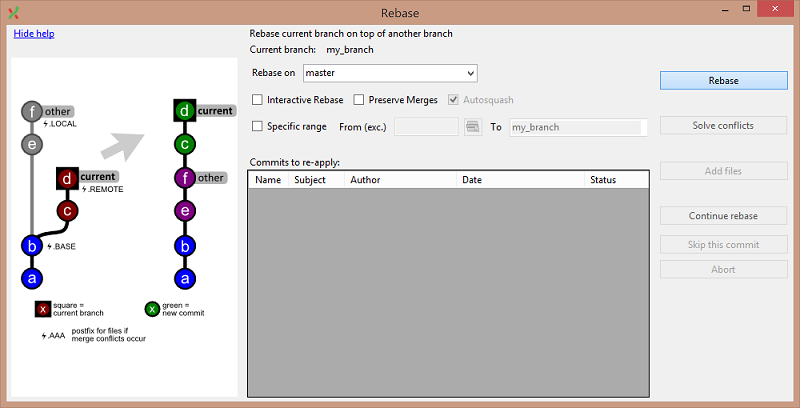 Rebase
Hide help
Rebase current branch on top of another branch
Current branch: my_branch
Rebase on master
Interactive Rebase Preserve Merges Autosquash
Specific range From (exc.) To my_branch
Commits to re-apply:
Name Subject Author Date Status
Rebase
Solve conflicts
Add files
Continue rebase
Skip this commit
Abort
f other
.LOCAL
e
d current
.REMOTE
c
b .BASE
a
d current
c
f other
e
b
a
x square =
current branch
x green =
new commit
.AAA postfix for files if
merge conflicts occur